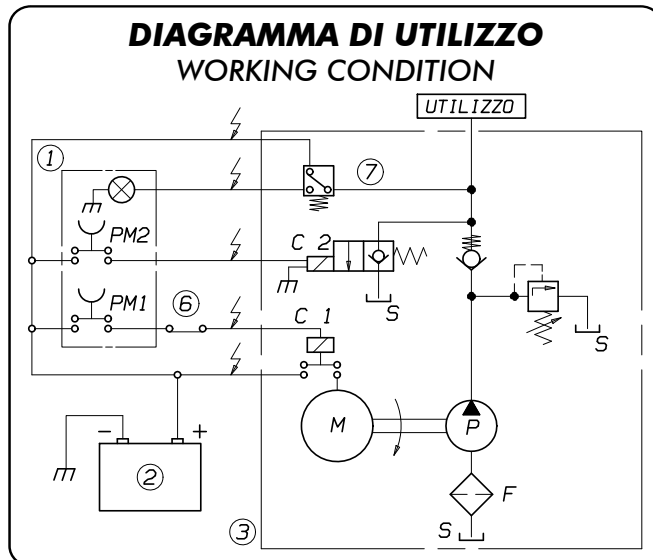 DIAGRAMMA DI UTILIZZO
WORKING CONDITION
UTILIZZO
1
7
PM2
C 2
S
PM1
6
C 1
S
M
P
- +
2
F
3
S